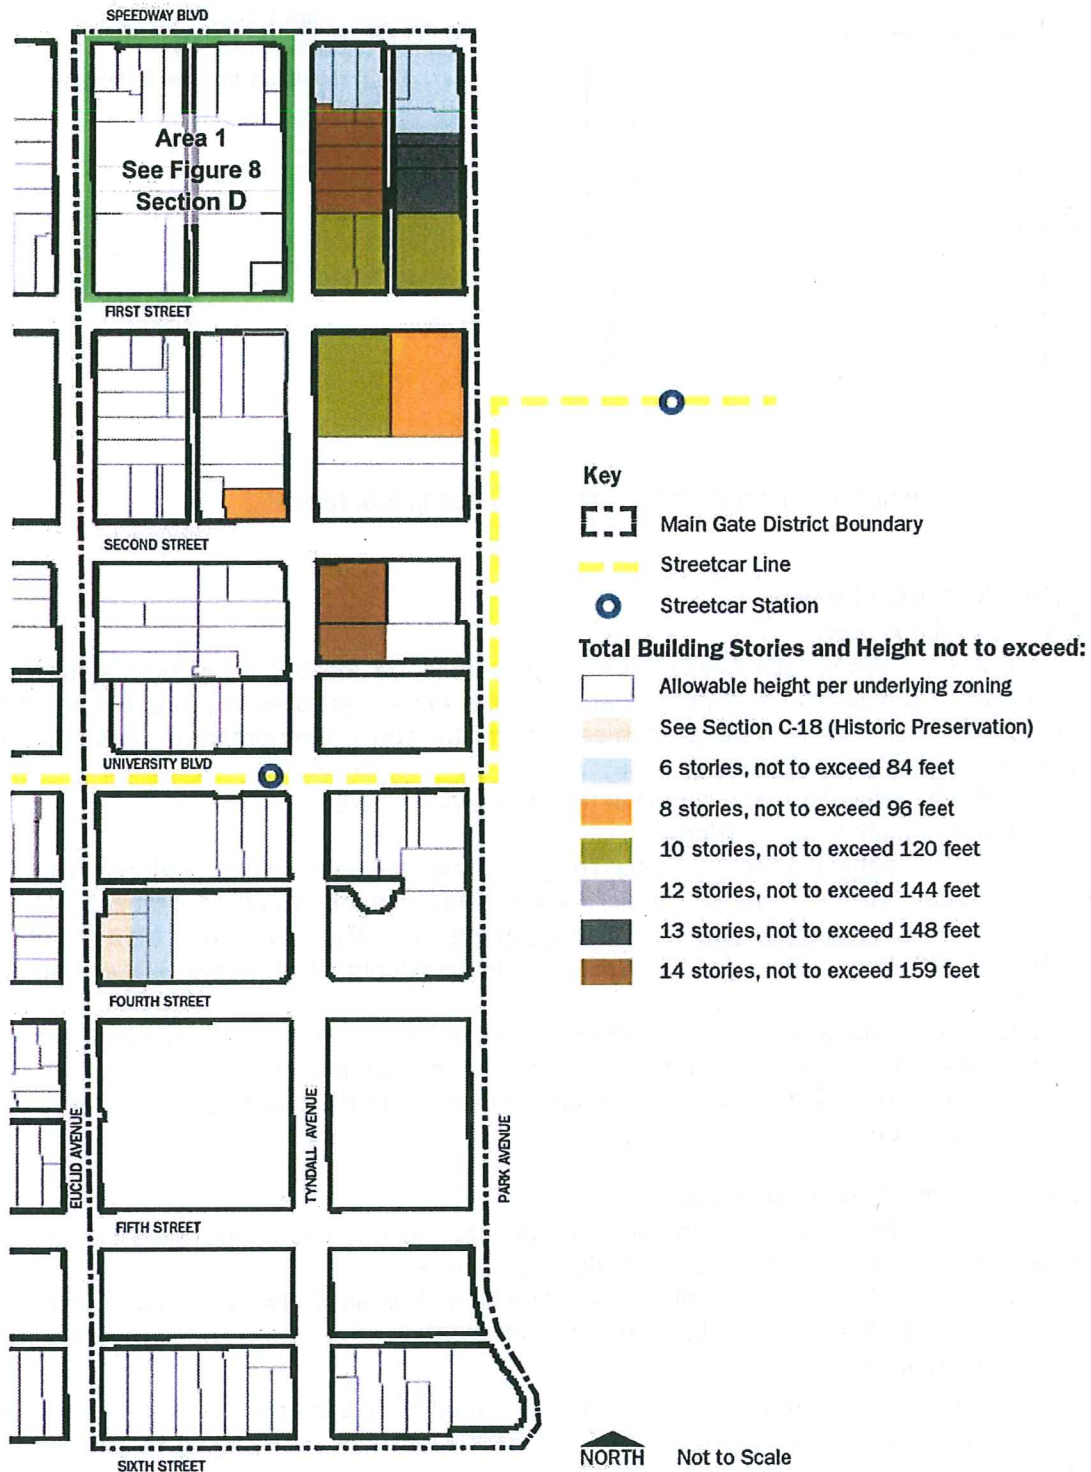 SPEEDWAY BLVD
Area 1
See Figure 8
Section D
FIRST STREET
SECOND STREET
UNIVERSITY BLVD
FOURTH STREET
EUCLID AVENUE
TYNDALL AVENUE
PARK AVENUE
FIFTH STREET
SIXTH STREET
Key
Main Gate District Boundary
Streetcar Line
Streetcar Station
Total Building Stories and Height not to exceed:
Allowable height per underlying zoning
See Section C-18 (Historic Preservation)
6 stories, not to exceed 84 feet
8 stories, not to exceed 96 feet
10 stories, not to exceed 120 feet
12 stories, not to exceed 144 feet
13 stories, not to exceed 148 feet
14 stories, not to exceed 159 feet
NORTH Not to Scale